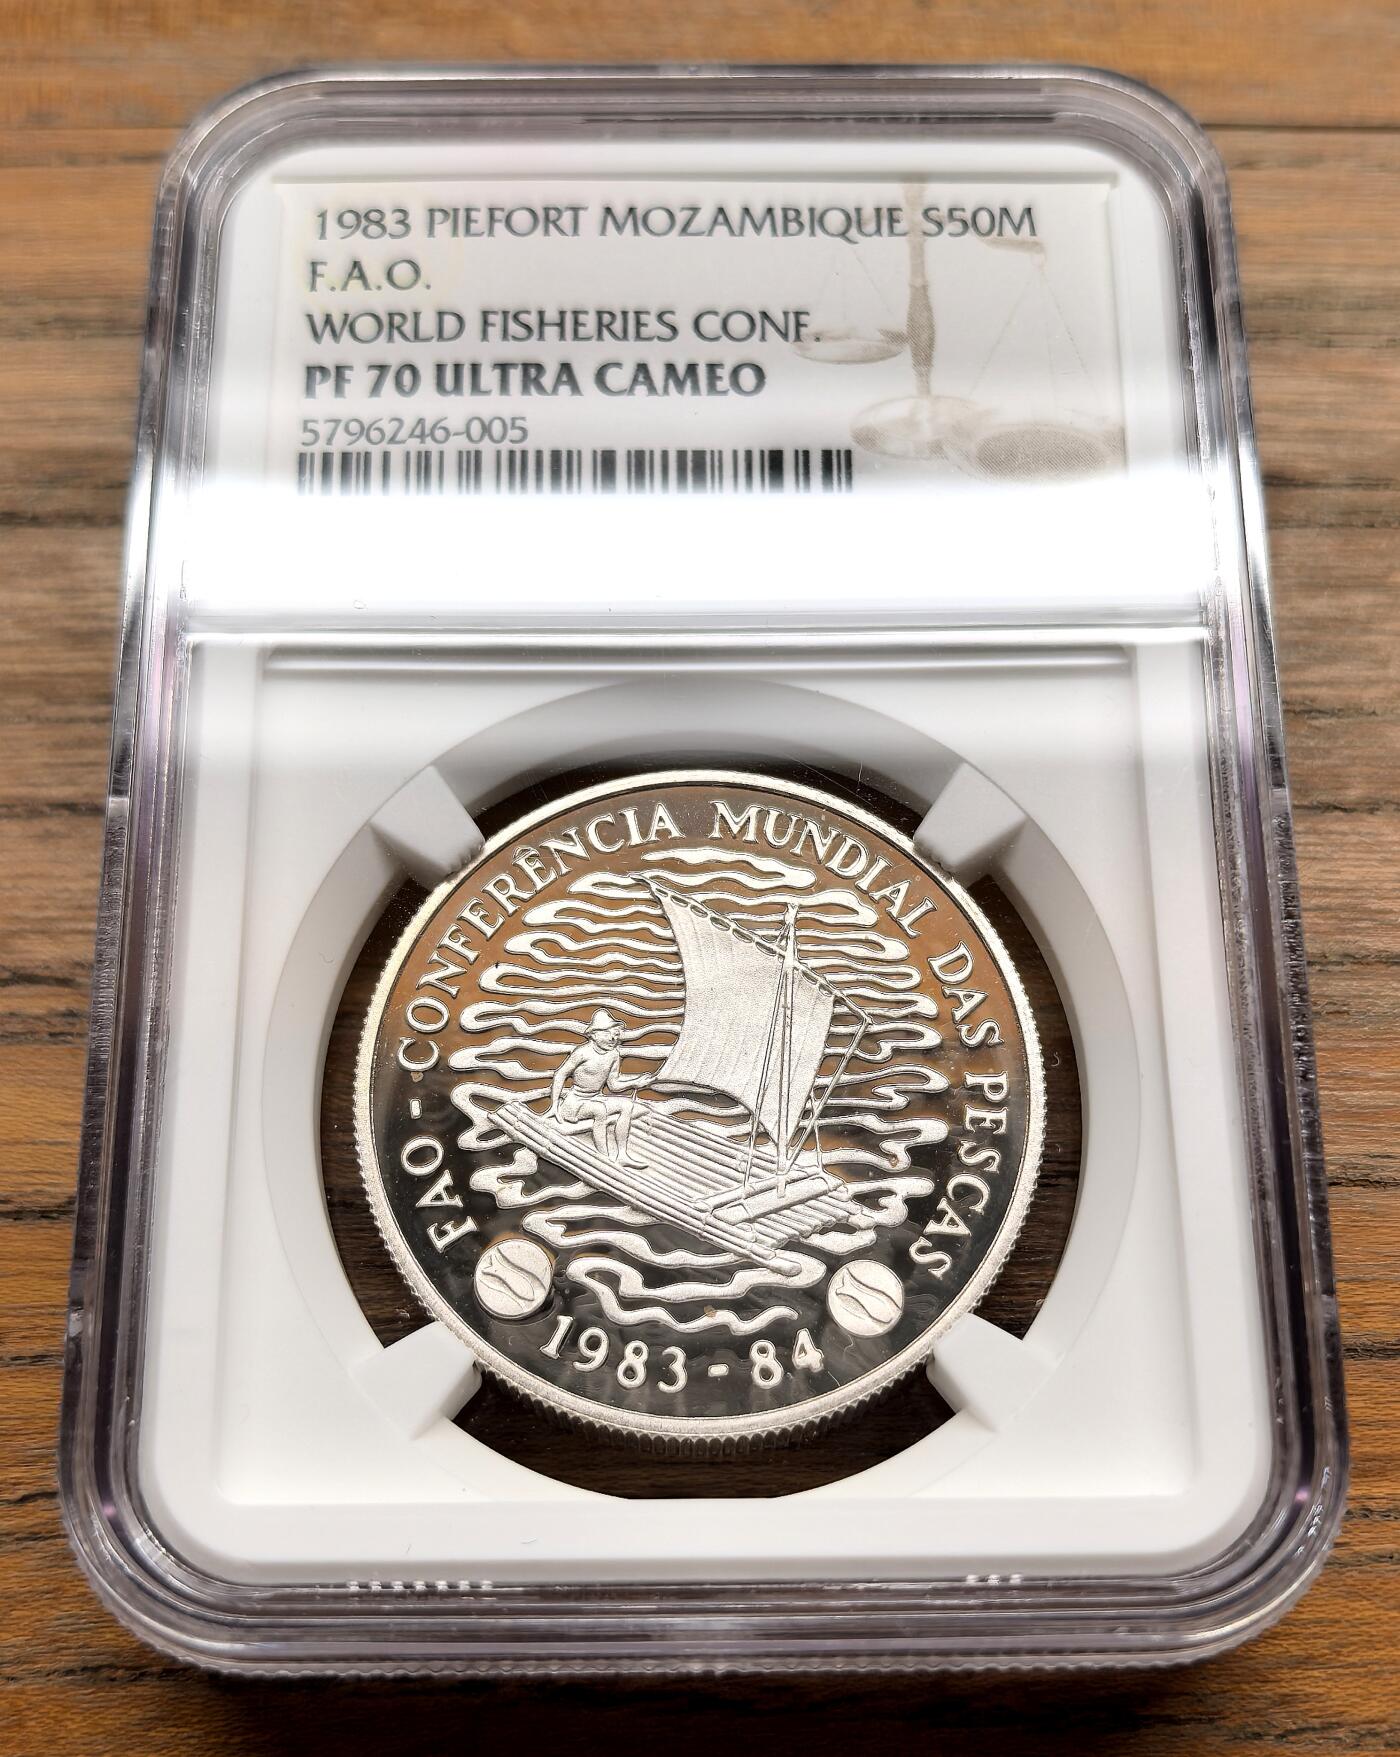 1983 PIEFORT MOZAMBIQUE S50M
F.A.O.
WORLD FISHERIES CONF.
PF 70 ULTRA CAMEO
5796246-005
FAO - CONFERÊNCIA MUNDIAL DAS PESCAS
1983-84